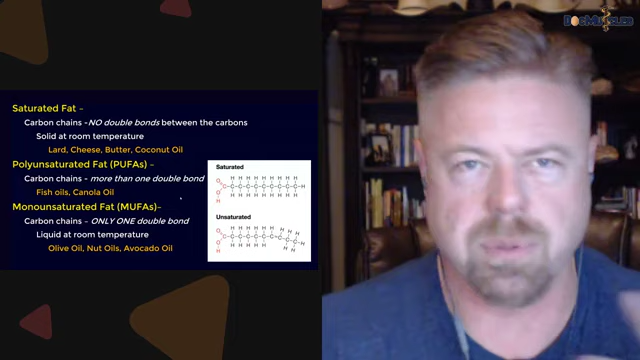 DocMuscu
Saturated Fat –
Carbon chains - NO double bonds between the carbons
Solid at room temperature
Lard, Cheese, Butter, Coconut Oil
Polyunsaturated Fat (PUFAs) –
Carbon chains - more than one double bond
Fish oils, Canola Oil
Monounsaturated Fat (MUFAs)–
Carbon chains – ONLY ONE double bond
Liquid at room temperature
Olive Oil, Nut Oils, Avocado Oil
Saturated
Unsaturated